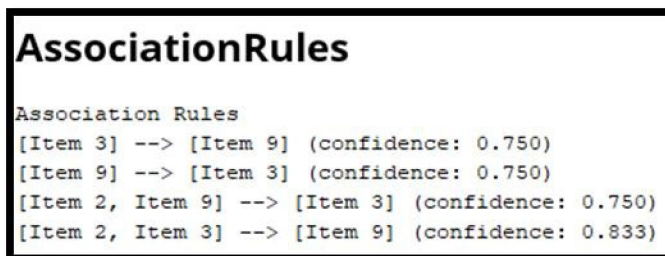 AssociationRules
Association Rules
[Item 3] --> [Item 9] (confidence: 0.750)
[Item 9] --> [Item 3] (confidence: 0.750)
[Item 2, Item 9] --> [Item 3] (confidence: 0.750)
[Item 2, Item 3] --> [Item 9] (confidence: 0.833)